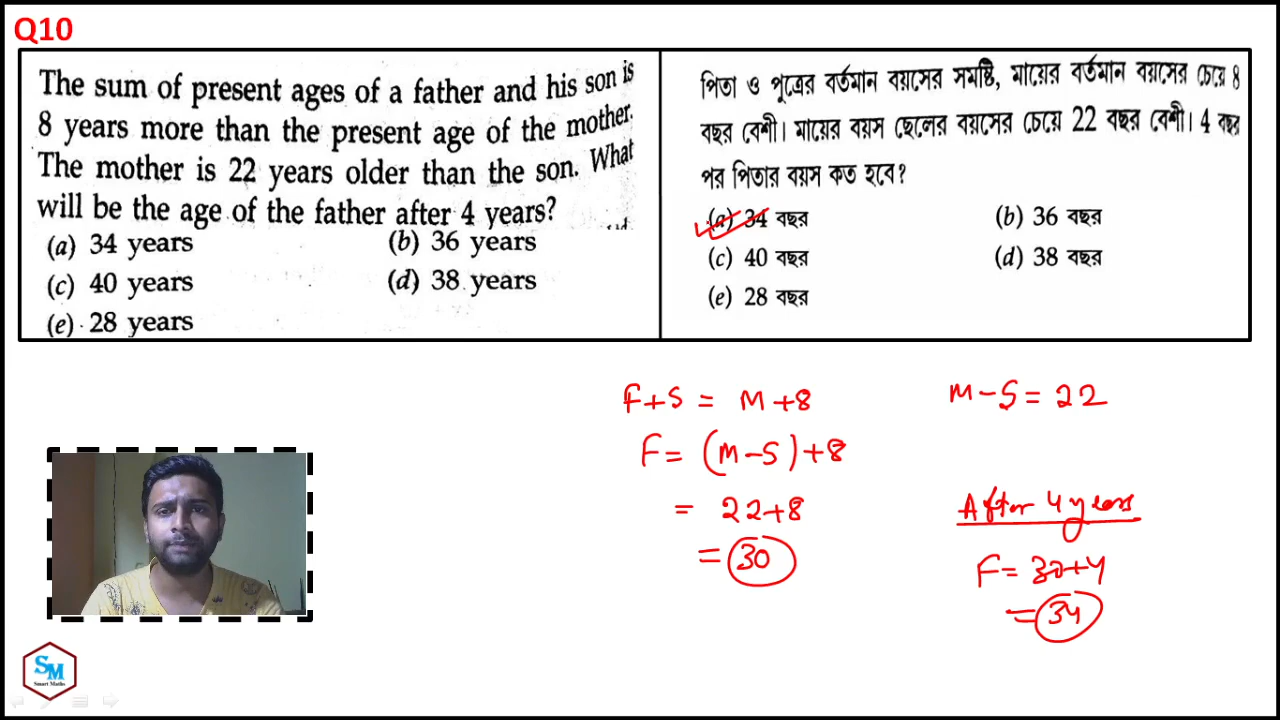 Q10
The sum of present ages of a father and his son is
8 years more than the present age of the mother.
The mother is 22 years older than the son. What
will be the age of the father after 4 years?
(a) 34 years
(b) 36 years
(c) 40 years
(d) 38 years
(e) 28 years
পিতা ও পুত্রের বর্তমান বয়সের সমষ্টি, মায়ের বর্তমান বয়সের চেয়ে 8
বছর বেশী। মায়ের বয়স ছেলের বয়সের চেয়ে 22 বছর বেশী। 4 বছর
পর পিতার বয়স কত হবে?
(a) 34 বছর
(b) 36 বছর
(c) 40 বছর
(d) 38 বছর
(e) 28 বছর
F+S = M+8
F= (M-S)+8
= 22+8
= 30
M-S= 22
After 4 years
F= 30+4
= 34
SM
Smart Maths